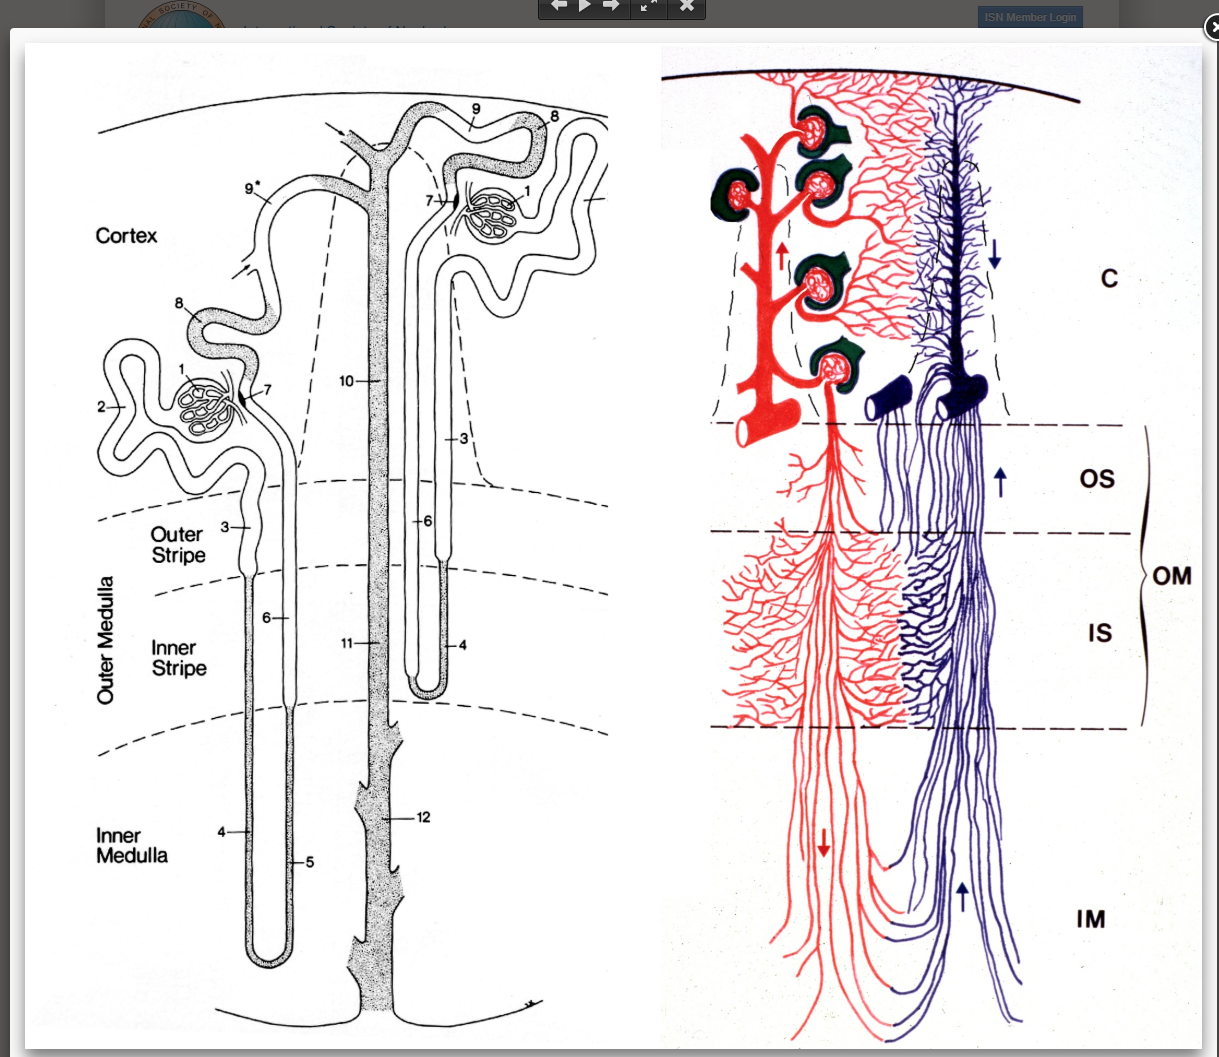 ISN Member Login
9
8
9*
7
1
Cortex
8
1
7
2
10
3
3
6
Outer
Stripe
Outer Medulla
6
11
4
Inner
Stripe
12
4
5
Inner
Medulla
C
OS
OM
IS
IM